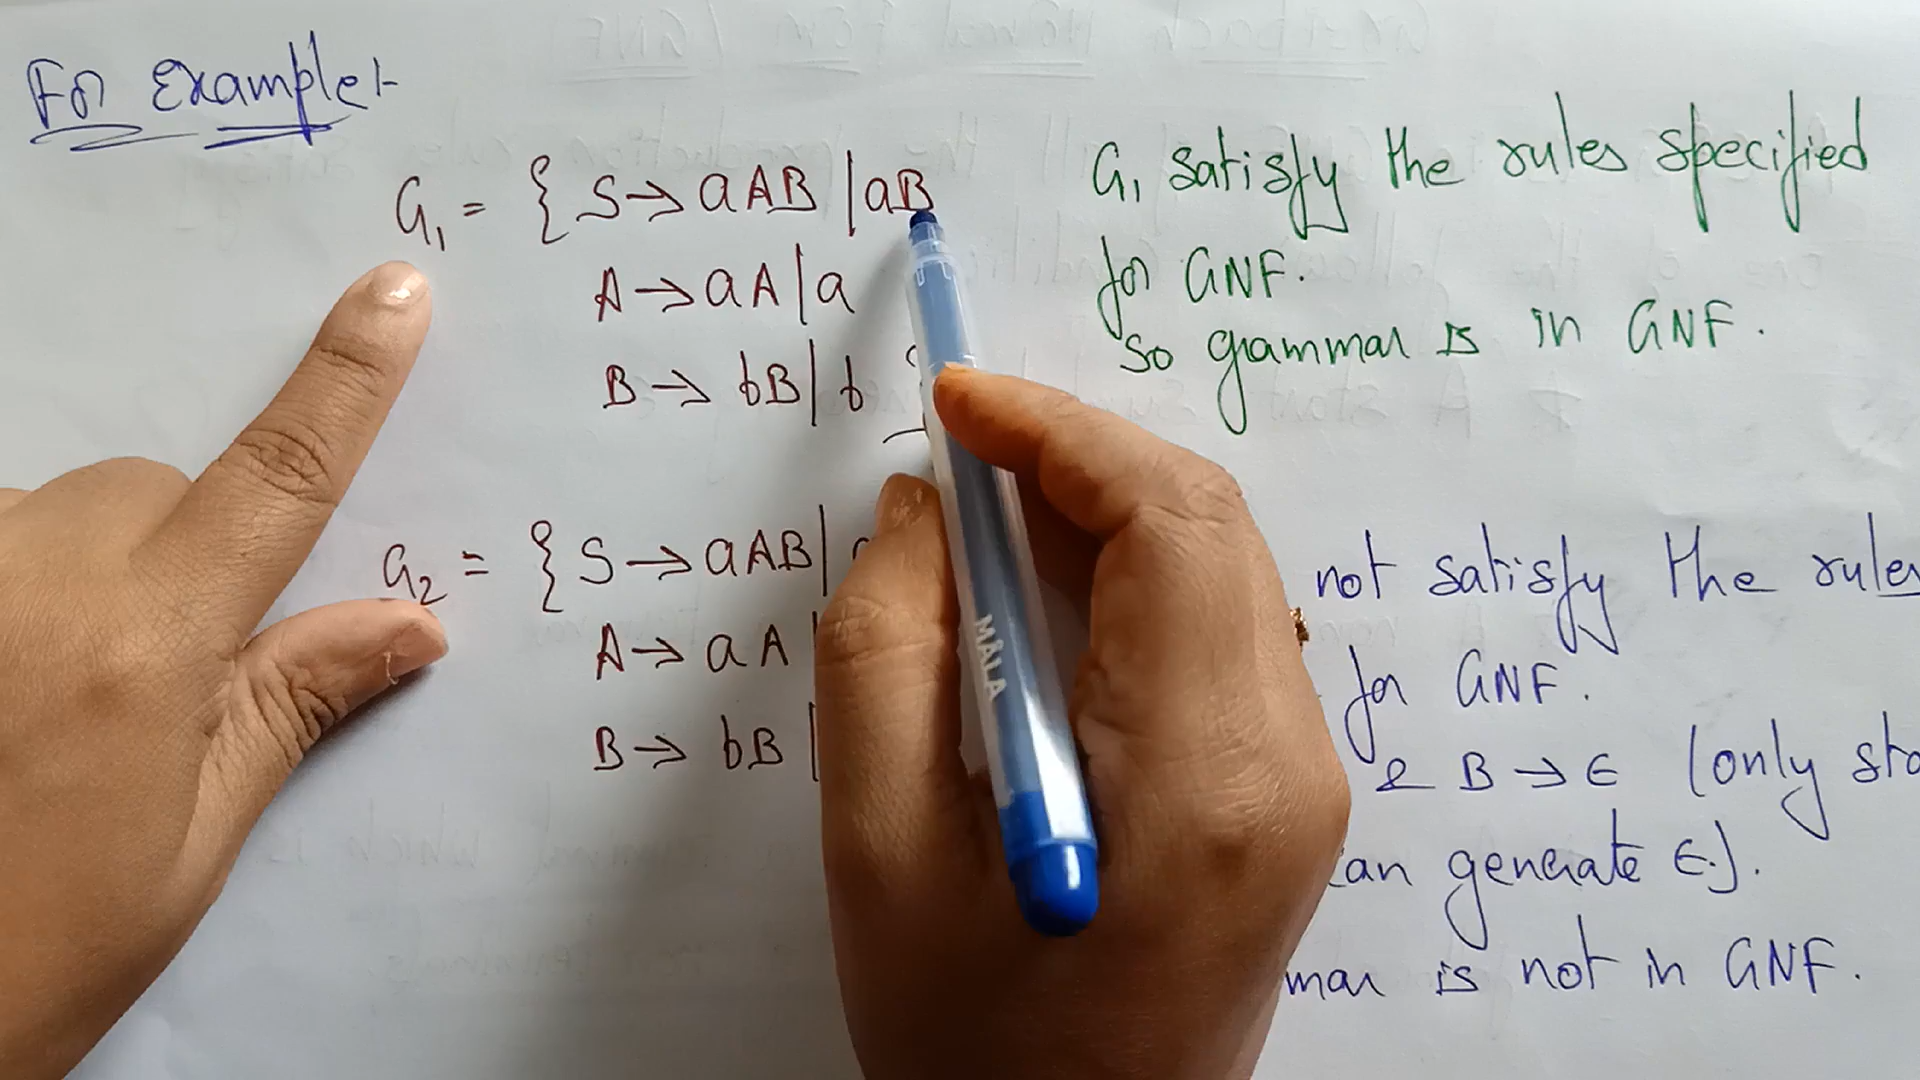 For Example:-
G1 = { S → aAB | aB
A → aA | a
B → bB | b
G1 satisfy the rules specified
for GNF.
So grammar is in GNF.
G2 = { S → aAB |
A → aA |
B → bB |
not satisfy the rules
for GNF.
& B → ∈ (only sta
can generate ∈).
mar is not in GNF.
MALA